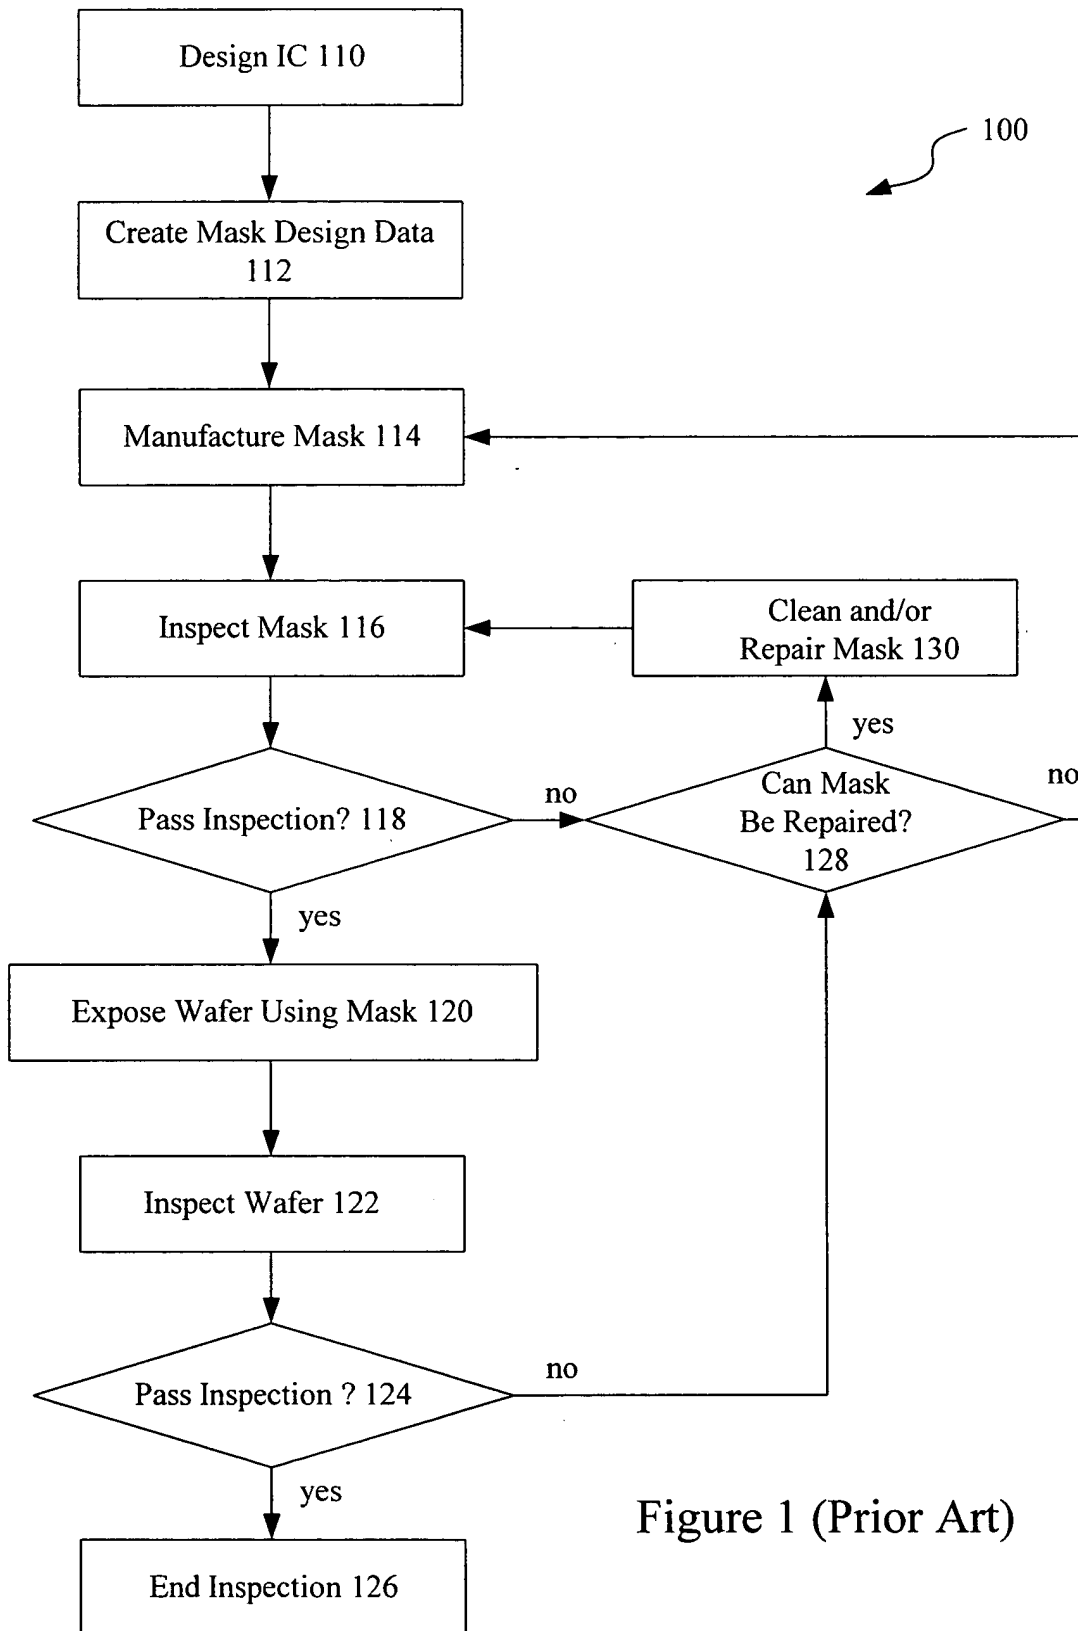 Design IC 110
100
Create Mask Design Data
112
Manufacture Mask 114
Inspect Mask 116
Clean and/or
Repair Mask 130
yes
no
Pass Inspection? 118
no
Can Mask
Be Repaired?
128
yes
Expose Wafer Using Mask 120
Inspect Wafer 122
Pass Inspection ? 124
no
yes
Figure 1 (Prior Art)
End Inspection 126